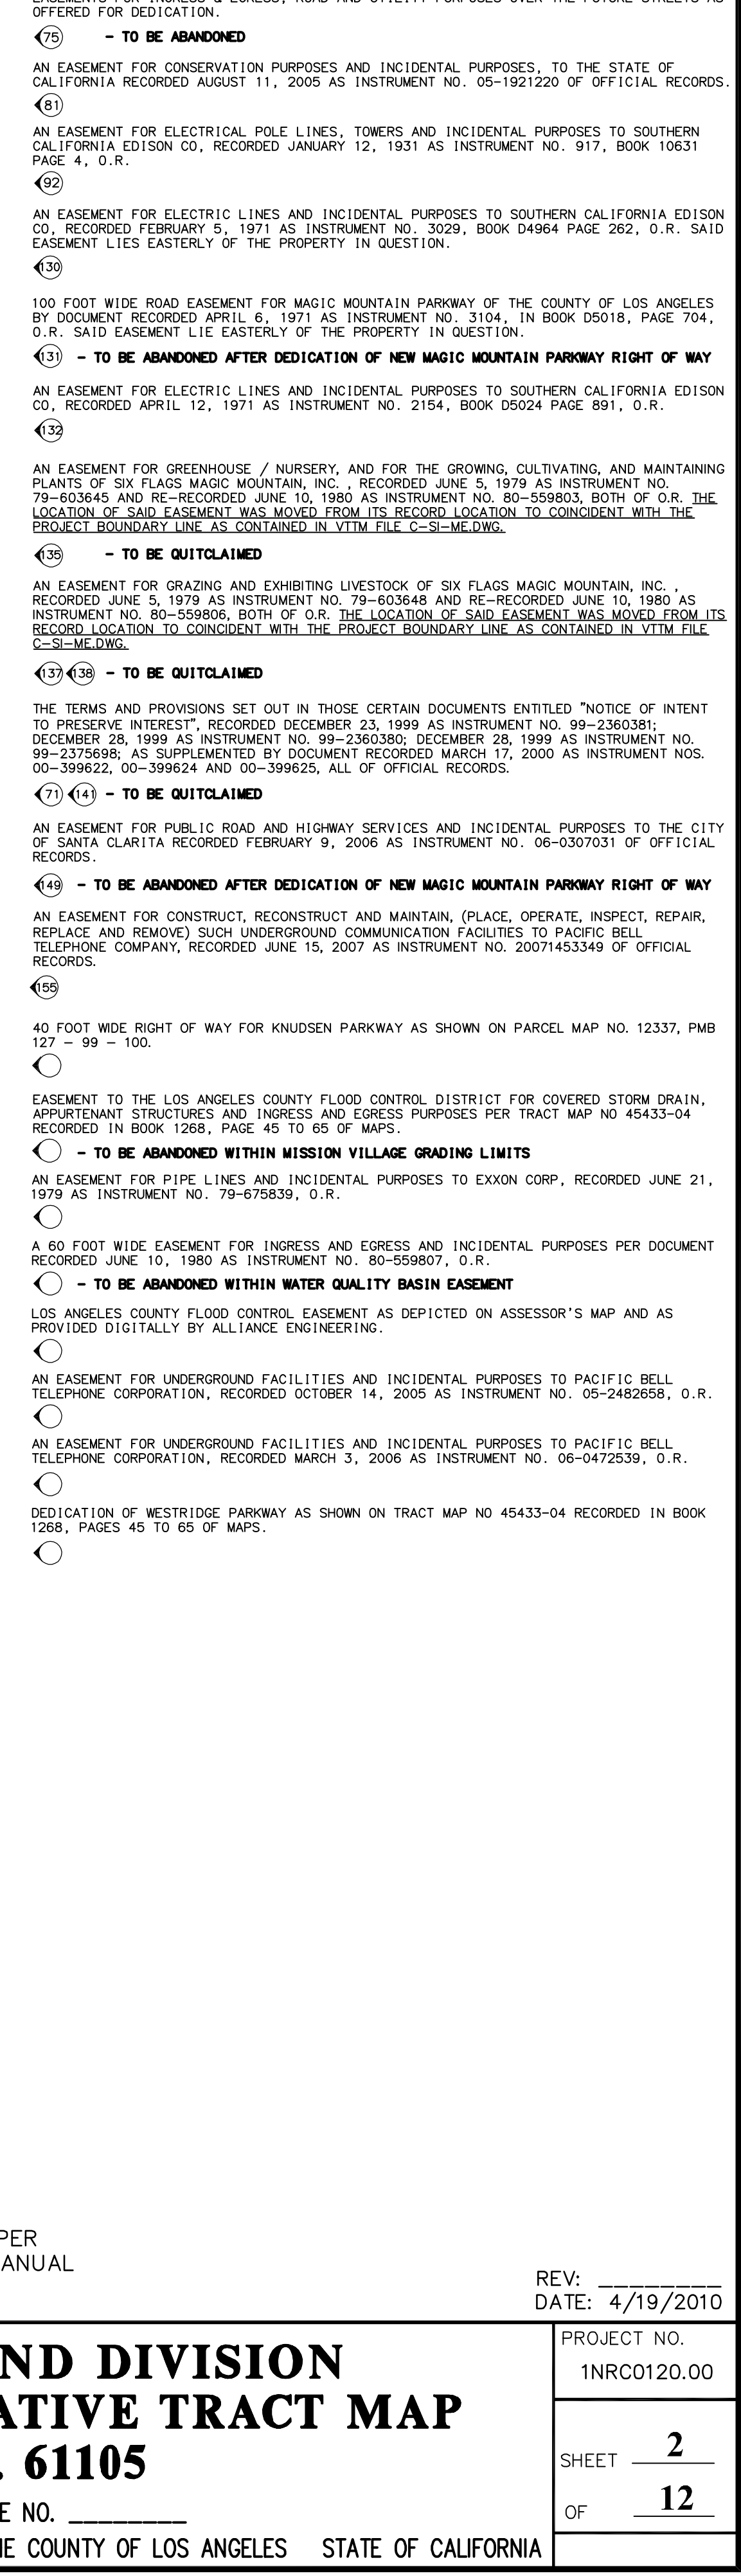 OFFERED FOR DEDICATION.
75 - TO BE ABANDONED
AN EASEMENT FOR CONSERVATION PURPOSES AND INCIDENTAL PURPOSES, TO THE STATE OF
CALIFORNIA RECORDED AUGUST 11, 2005 AS INSTRUMENT NO. 05-1921220 OF OFFICIAL RECORDS.
81
AN EASEMENT FOR ELECTRICAL POLE LINES, TOWERS AND INCIDENTAL PURPOSES TO SOUTHERN
CALIFORNIA EDISON CO, RECORDED JANUARY 12, 1931 AS INSTRUMENT NO. 917, BOOK 10631
PAGE 4, O.R.
92
AN EASEMENT FOR ELECTRIC LINES AND INCIDENTAL PURPOSES TO SOUTHERN CALIFORNIA EDISON
CO, RECORDED FEBRUARY 5, 1971 AS INSTRUMENT NO. 3029, BOOK D4964 PAGE 262, O.R. SAID
EASEMENT LIES EASTERLY OF THE PROPERTY IN QUESTION.
130
100 FOOT WIDE ROAD EASEMENT FOR MAGIC MOUNTAIN PARKWAY OF THE COUNTY OF LOS ANGELES
BY DOCUMENT RECORDED APRIL 6, 1971 AS INSTRUMENT NO. 3104, IN BOOK D5018, PAGE 704,
O.R. SAID EASEMENT LIE EASTERLY OF THE PROPERTY IN QUESTION.
131 - TO BE ABANDONED AFTER DEDICATION OF NEW MAGIC MOUNTAIN PARKWAY RIGHT OF WAY
AN EASEMENT FOR ELECTRIC LINES AND INCIDENTAL PURPOSES TO SOUTHERN CALIFORNIA EDISON
CO, RECORDED APRIL 12, 1971 AS INSTRUMENT NO. 2154, BOOK D5024 PAGE 891, O.R.
132
AN EASEMENT FOR GREENHOUSE / NURSERY, AND FOR THE GROWING, CULTIVATING, AND MAINTAINING
PLANTS OF SIX FLAGS MAGIC MOUNTAIN, INC. , RECORDED JUNE 5, 1979 AS INSTRUMENT NO.
79-603645 AND RE-RECORDED JUNE 10, 1980 AS INSTRUMENT NO. 80-559803, BOTH OF O.R. THE
LOCATION OF SAID EASEMENT WAS MOVED FROM ITS RECORD LOCATION TO COINCIDENT WITH THE
PROJECT BOUNDARY LINE AS CONTAINED IN VTTM FILE C-SI-ME.DWG.
135 - TO BE QUITCLAIMED
AN EASEMENT FOR GRAZING AND EXHIBITING LIVESTOCK OF SIX FLAGS MAGIC MOUNTAIN, INC. ,
RECORDED JUNE 5, 1979 AS INSTRUMENT NO. 79-603648 AND RE-RECORDED JUNE 10, 1980 AS
INSTRUMENT NO. 80-559806, BOTH OF O.R. THE LOCATION OF SAID EASEMENT WAS MOVED FROM ITS
RECORD LOCATION TO COINCIDENT WITH THE PROJECT BOUNDARY LINE AS CONTAINED IN VTTM FILE
C-SI-ME.DWG.
137 138 - TO BE QUITCLAIMED
THE TERMS AND PROVISIONS SET OUT IN THOSE CERTAIN DOCUMENTS ENTITLED "NOTICE OF INTENT
TO PRESERVE INTEREST", RECORDED DECEMBER 23, 1999 AS INSTRUMENT NO. 99-2360381;
DECEMBER 28, 1999 AS INSTRUMENT NO. 99-2360380; DECEMBER 28, 1999 AS INSTRUMENT NO.
99-2375698; AS SUPPLEMENTED BY DOCUMENT RECORDED MARCH 17, 2000 AS INSTRUMENT NOS.
00-399622, 00-399624 AND 00-399625, ALL OF OFFICIAL RECORDS.
71 141 - TO BE QUITCLAIMED
AN EASEMENT FOR PUBLIC ROAD AND HIGHWAY SERVICES AND INCIDENTAL PURPOSES TO THE CITY
OF SANTA CLARITA RECORDED FEBRUARY 9, 2006 AS INSTRUMENT NO. 06-0307031 OF OFFICIAL
RECORDS.
149 - TO BE ABANDONED AFTER DEDICATION OF NEW MAGIC MOUNTAIN PARKWAY RIGHT OF WAY
AN EASEMENT FOR CONSTRUCT, RECONSTRUCT AND MAINTAIN, (PLACE, OPERATE, INSPECT, REPAIR,
REPLACE AND REMOVE) SUCH UNDERGROUND COMMUNICATION FACILITIES TO PACIFIC BELL
TELEPHONE COMPANY, RECORDED JUNE 15, 2007 AS INSTRUMENT NO. 20071453349 OF OFFICIAL
RECORDS.
155
40 FOOT WIDE RIGHT OF WAY FOR KNUDSEN PARKWAY AS SHOWN ON PARCEL MAP NO. 12337, PMB
127 - 99 - 100.
EASEMENT TO THE LOS ANGELES COUNTY FLOOD CONTROL DISTRICT FOR COVERED STORM DRAIN,
APPURTENANT STRUCTURES AND INGRESS AND EGRESS PURPOSES PER TRACT MAP NO 45433-04
RECORDED IN BOOK 1268, PAGE 45 TO 65 OF MAPS.
- TO BE ABANDONED WITHIN MISSION VILLAGE GRADING LIMITS
AN EASEMENT FOR PIPE LINES AND INCIDENTAL PURPOSES TO EXXON CORP, RECORDED JUNE 21,
1979 AS INSTRUMENT NO. 79-675839, O.R.
A 60 FOOT WIDE EASEMENT FOR INGRESS AND EGRESS AND INCIDENTAL PURPOSES PER DOCUMENT
RECORDED JUNE 10, 1980 AS INSTRUMENT NO. 80-559807, O.R.
- TO BE ABANDONED WITHIN WATER QUALITY BASIN EASEMENT
LOS ANGELES COUNTY FLOOD CONTROL EASEMENT AS DEPICTED ON ASSESSOR'S MAP AND AS
PROVIDED DIGITALLY BY ALLIANCE ENGINEERING.
AN EASEMENT FOR UNDERGROUND FACILITIES AND INCIDENTAL PURPOSES TO PACIFIC BELL
TELEPHONE CORPORATION, RECORDED OCTOBER 14, 2005 AS INSTRUMENT NO. 05-2482658, O.R.
AN EASEMENT FOR UNDERGROUND FACILITIES AND INCIDENTAL PURPOSES TO PACIFIC BELL
TELEPHONE CORPORATION, RECORDED MARCH 3, 2006 AS INSTRUMENT NO. 06-0472539, O.R.
DEDICATION OF WESTRIDGE PARKWAY AS SHOWN ON TRACT MAP NO 45433-04 RECORDED IN BOOK
1268, PAGES 45 TO 65 OF MAPS.
PER
ANUAL
REV: ________
DATE: 4/19/2010
ND DIVISION
ATIVE TRACT MAP
. 61105
E NO. ________
HE COUNTY OF LOS ANGELES STATE OF CALIFORNIA
PROJECT NO.
1NRC0120.00
SHEET 2
OF 12